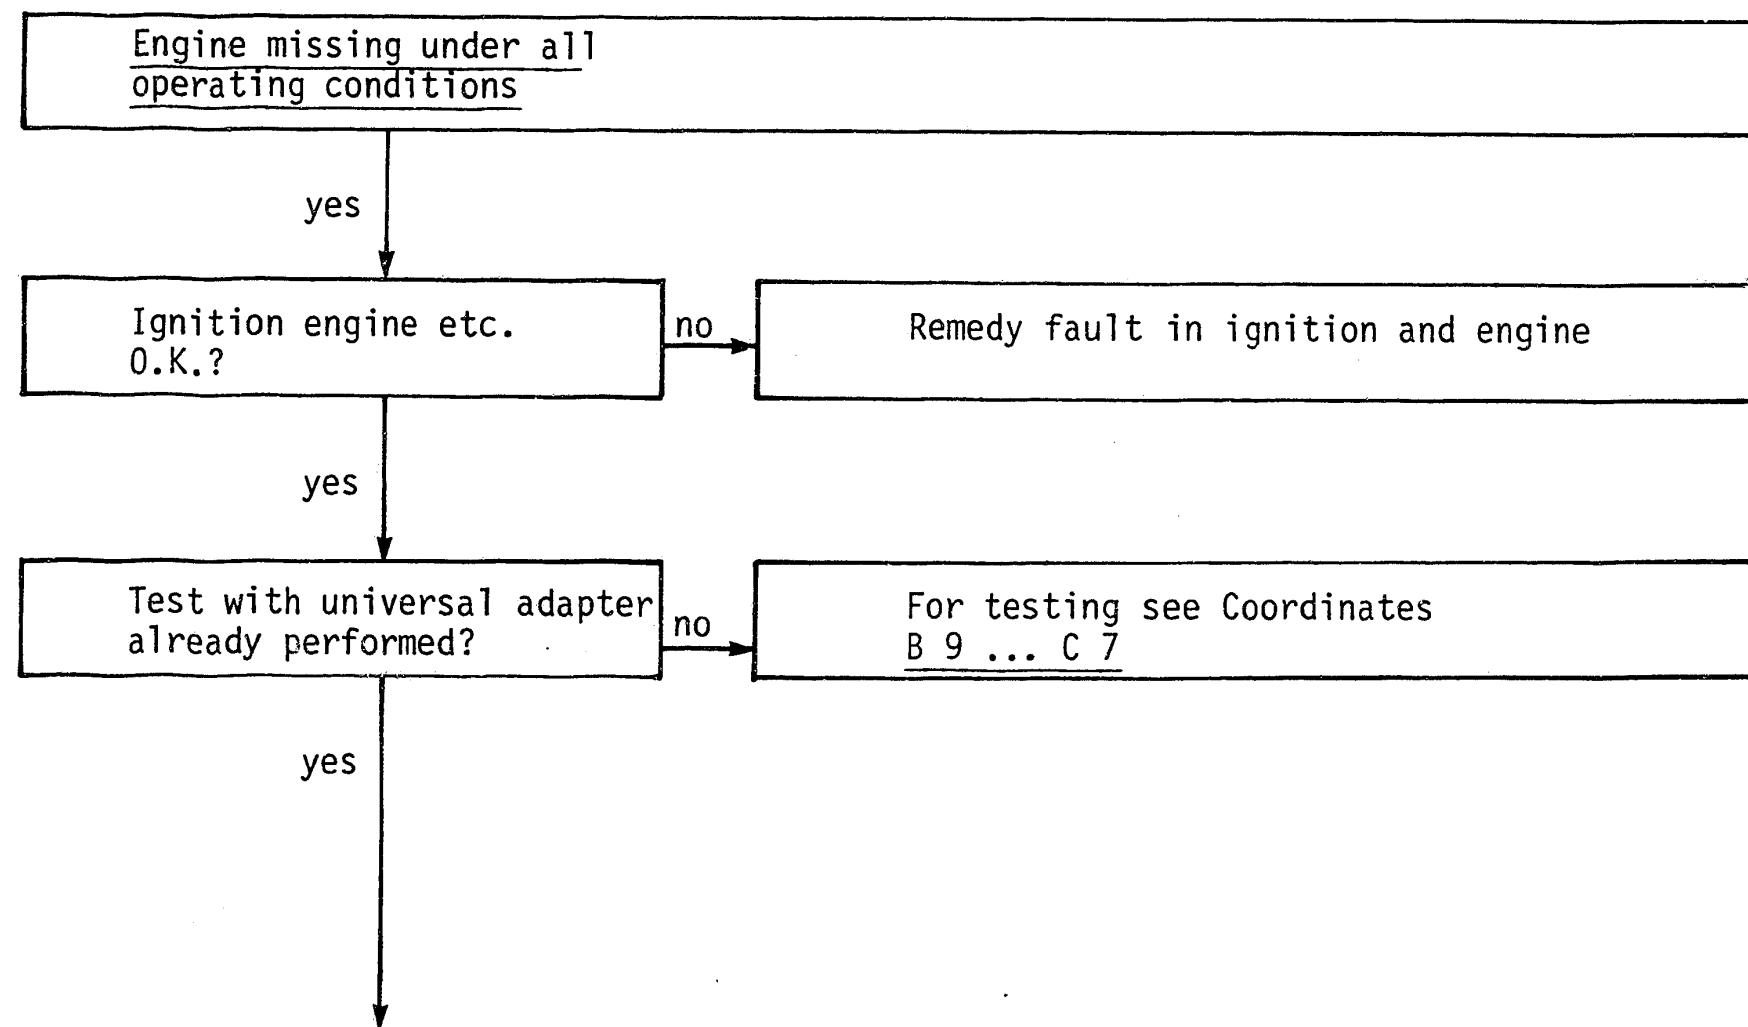 Engine missing under all
operating conditions
yes
Ignition engine etc.
O.K.?
no
Remedy fault in ignition and engine
yes
Test with universal adapter
already performed?
no
For testing see Coordinates
B 9 ... C 7
yes